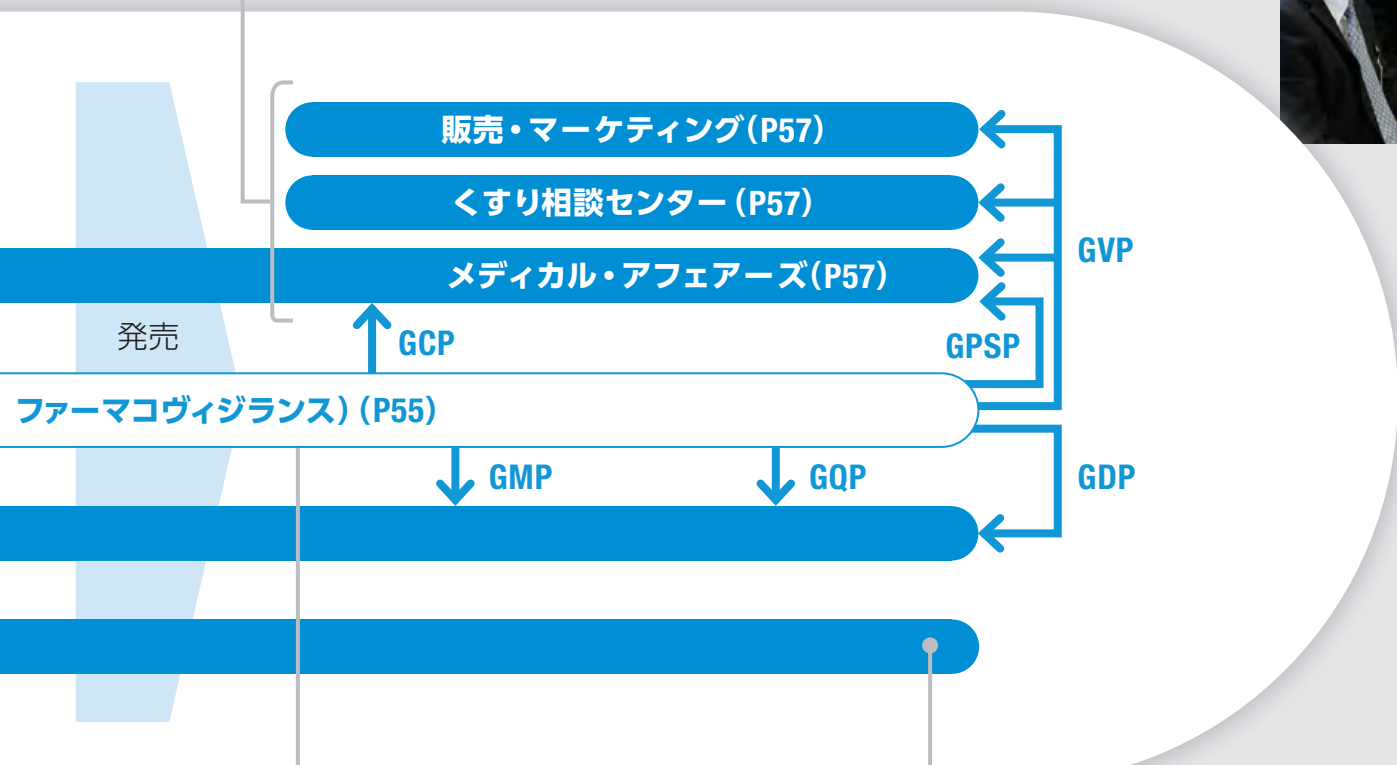 販売・マーケティング(P57)
くすり相談センター(P57)
GVP
メディカル・アフェアーズ(P57)
発売
GCP
GPSP
ファーマコヴィジランス)(P55)
GMP
GQP
GDP